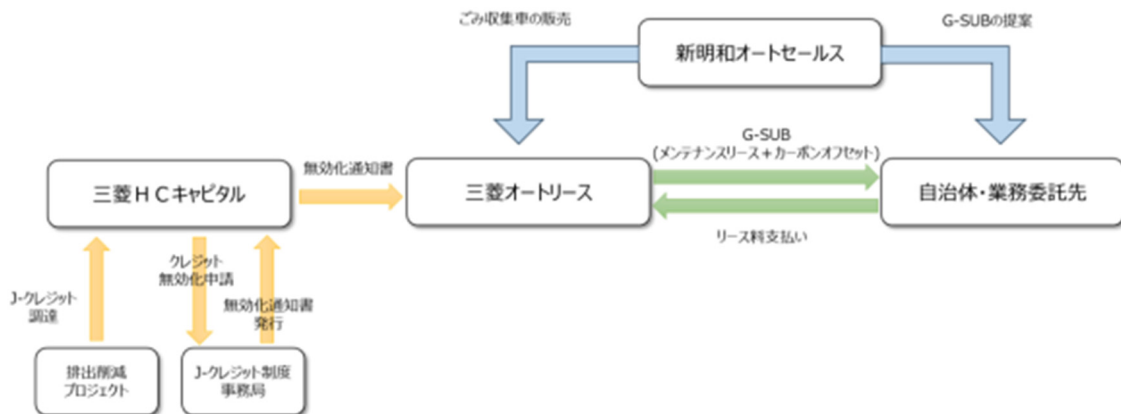 ごみ収集車の販売
新明和オートセールス
G-SUBの提案
G-SUB
(メンテナンスリース+カーボンオフセット)
無効化通知書
三菱HCキャピタル
三菱オートリース
自治体・業務委託先
リース料支払い
J-クレジット
調達
クレジット
無効化申請
無効化通知書
発行
排出削減
プロジェクト
J-クレジット制度
事務局